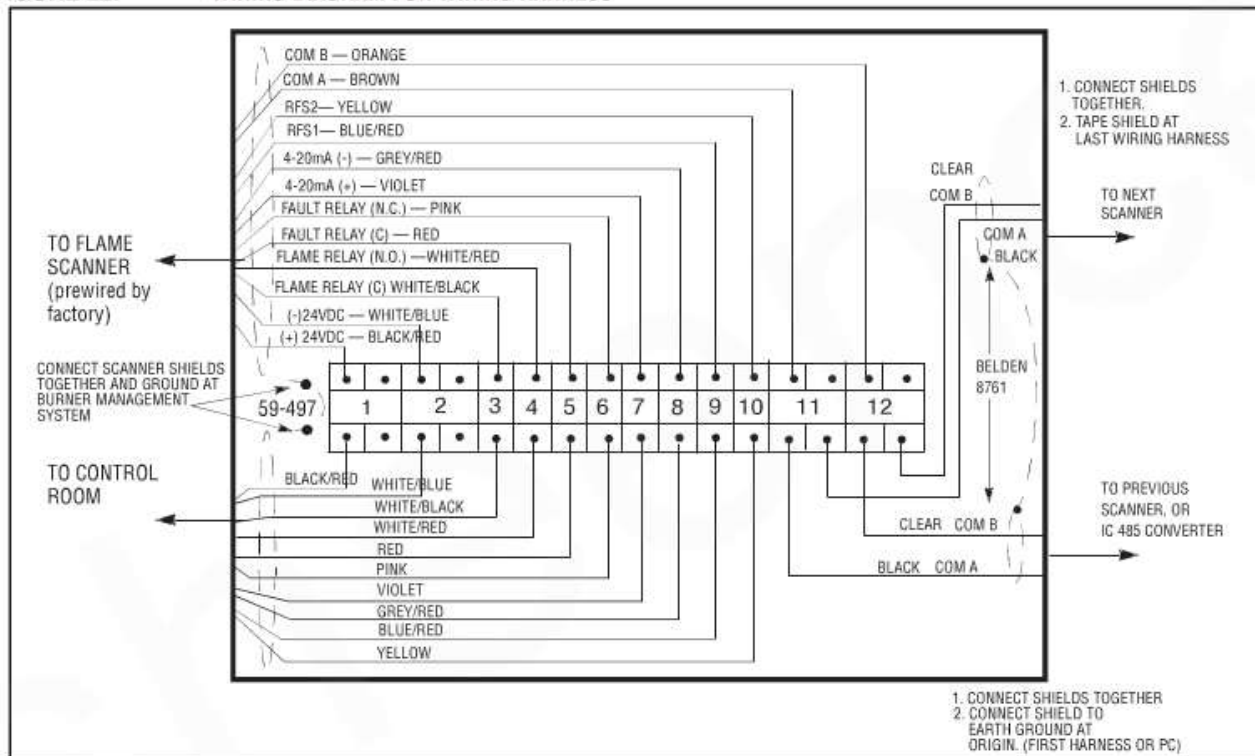 COM B — ORANGE
COM A — BROWN
RFS2— YELLOW
RFS1— BLUE/RED
4-20mA (-) — GREY/RED
4-20mA (+) — VIOLET
FAULT RELAY (N.C.) — PINK
FAULT RELAY (C) — RED
FLAME RELAY (N.O.) —WHITE/RED
FLAME RELAY (C) WHITE/BLACK
(-)24VDC — WHITE/BLUE
(+) 24VDC — BLACK/RED
TO FLAME
SCANNER
(prewired by
factory)
CONNECT SCANNER SHIELDS
TOGETHER AND GROUND AT
BURNER MANAGEMENT
SYSTEM
59-497
1 2 3 4 5 6 7 8 9 10 11 12
TO CONTROL
ROOM
BLACK/RED
WHITE/BLUE
WHITE/BLACK
WHITE/RED
RED
PINK
VIOLET
GREY/RED
BLUE/RED
YELLOW
1. CONNECT SHIELDS
TOGETHER.
2. TAPE SHIELD AT
LAST WIRING HARNESS
CLEAR
COM B
COM A
BLACK
TO NEXT
SCANNER
BELDEN
8761
CLEAR COM B
BLACK COM A
TO PREVIOUS
SCANNER, OR
IC 485 CONVERTER
1. CONNECT SHIELDS TOGETHER
2. CONNECT SHIELD TO
EARTH GROUND AT
ORIGIN. (FIRST HARNESS OR PC)